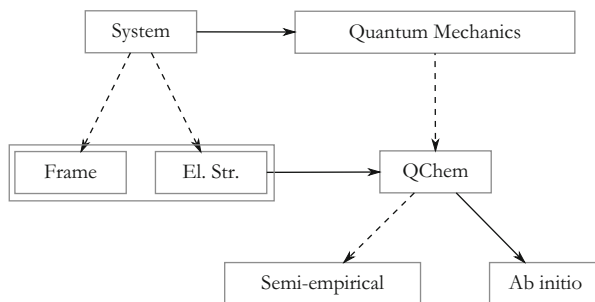 System
Quantum Mechanics
Frame
El. Str.
QChem
Semi-empirical
Ab initio